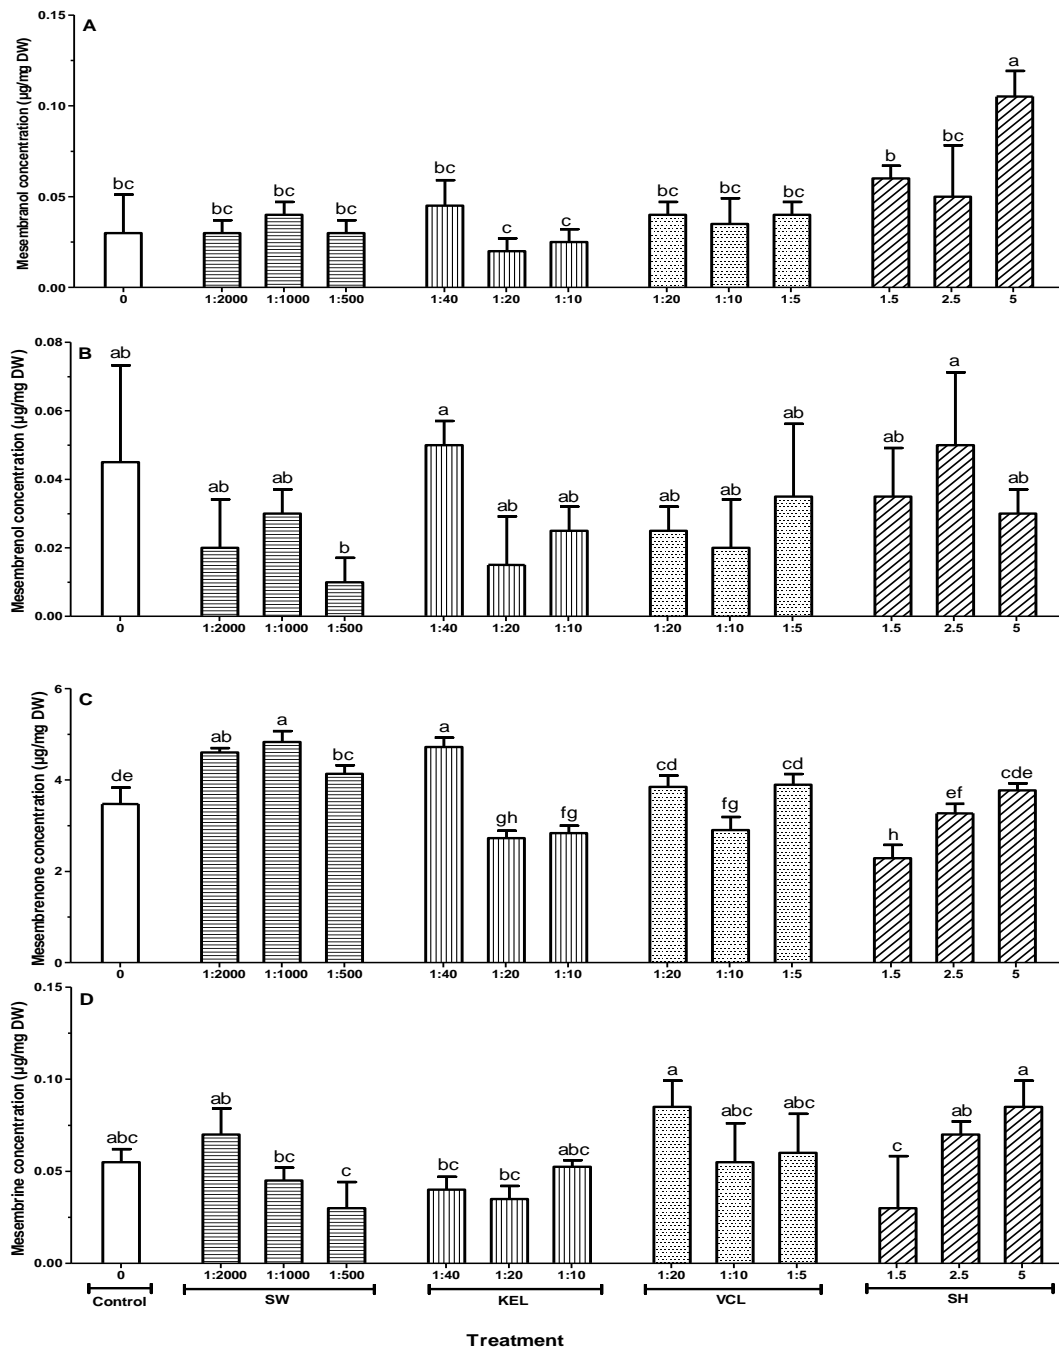 A
Mesembranol concentration (µg/mg DW)
0.15
0.10
0.05
0.00
bc bc bc bc bc c c bc bc bc b bc a
0 1:2000 1:1000 1:500 1:40 1:20 1:10 1:20 1:10 1:5 1.5 2.5 5
B
Mesembrenol concentration (µg/mg DW)
0.08
0.06
0.04
0.02
0.00
ab ab ab b a ab ab ab ab ab ab a ab
0 1:2000 1:1000 1:500 1:40 1:20 1:10 1:20 1:10 1:5 1.5 2.5 5
C
Mesembrenone concentration (µg/mg DW)
6
4
2
0
de ab a bc a gh fg cd fg cd h ef cde
0 1:2000 1:1000 1:500 1:40 1:20 1:10 1:20 1:10 1:5 1.5 2.5 5
D
Mesembrine concentration (µg/mg DW)
0.15
0.10
0.05
0.00
abc ab bc c bc bc abc a abc abc c ab a
0 1:2000 1:1000 1:500 1:40 1:20 1:10 1:20 1:10 1:5 1.5 2.5 5
Control SW KEL VCL SH
Treatment